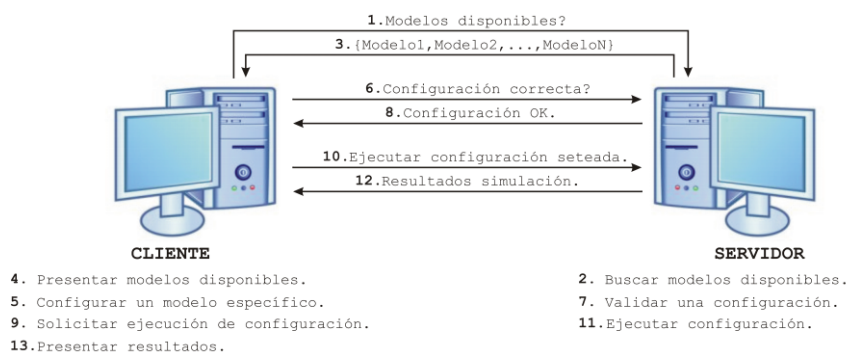 1.Modelos disponibles?
3.{Modelo1,Modelo2,...,ModeloN}
6.Configuración correcta?
8.Configuración OK.
10.Ejecutar configuración seteada.
12.Resultados simulación.
CLIENTE
4. Presentar modelos disponibles.
5. Configurar un modelo específico.
9. Solicitar ejecución de configuración.
13.Presentar resultados.
SERVIDOR
2. Buscar modelos disponibles.
7. Validar una configuración.
11.Ejecutar configuración.